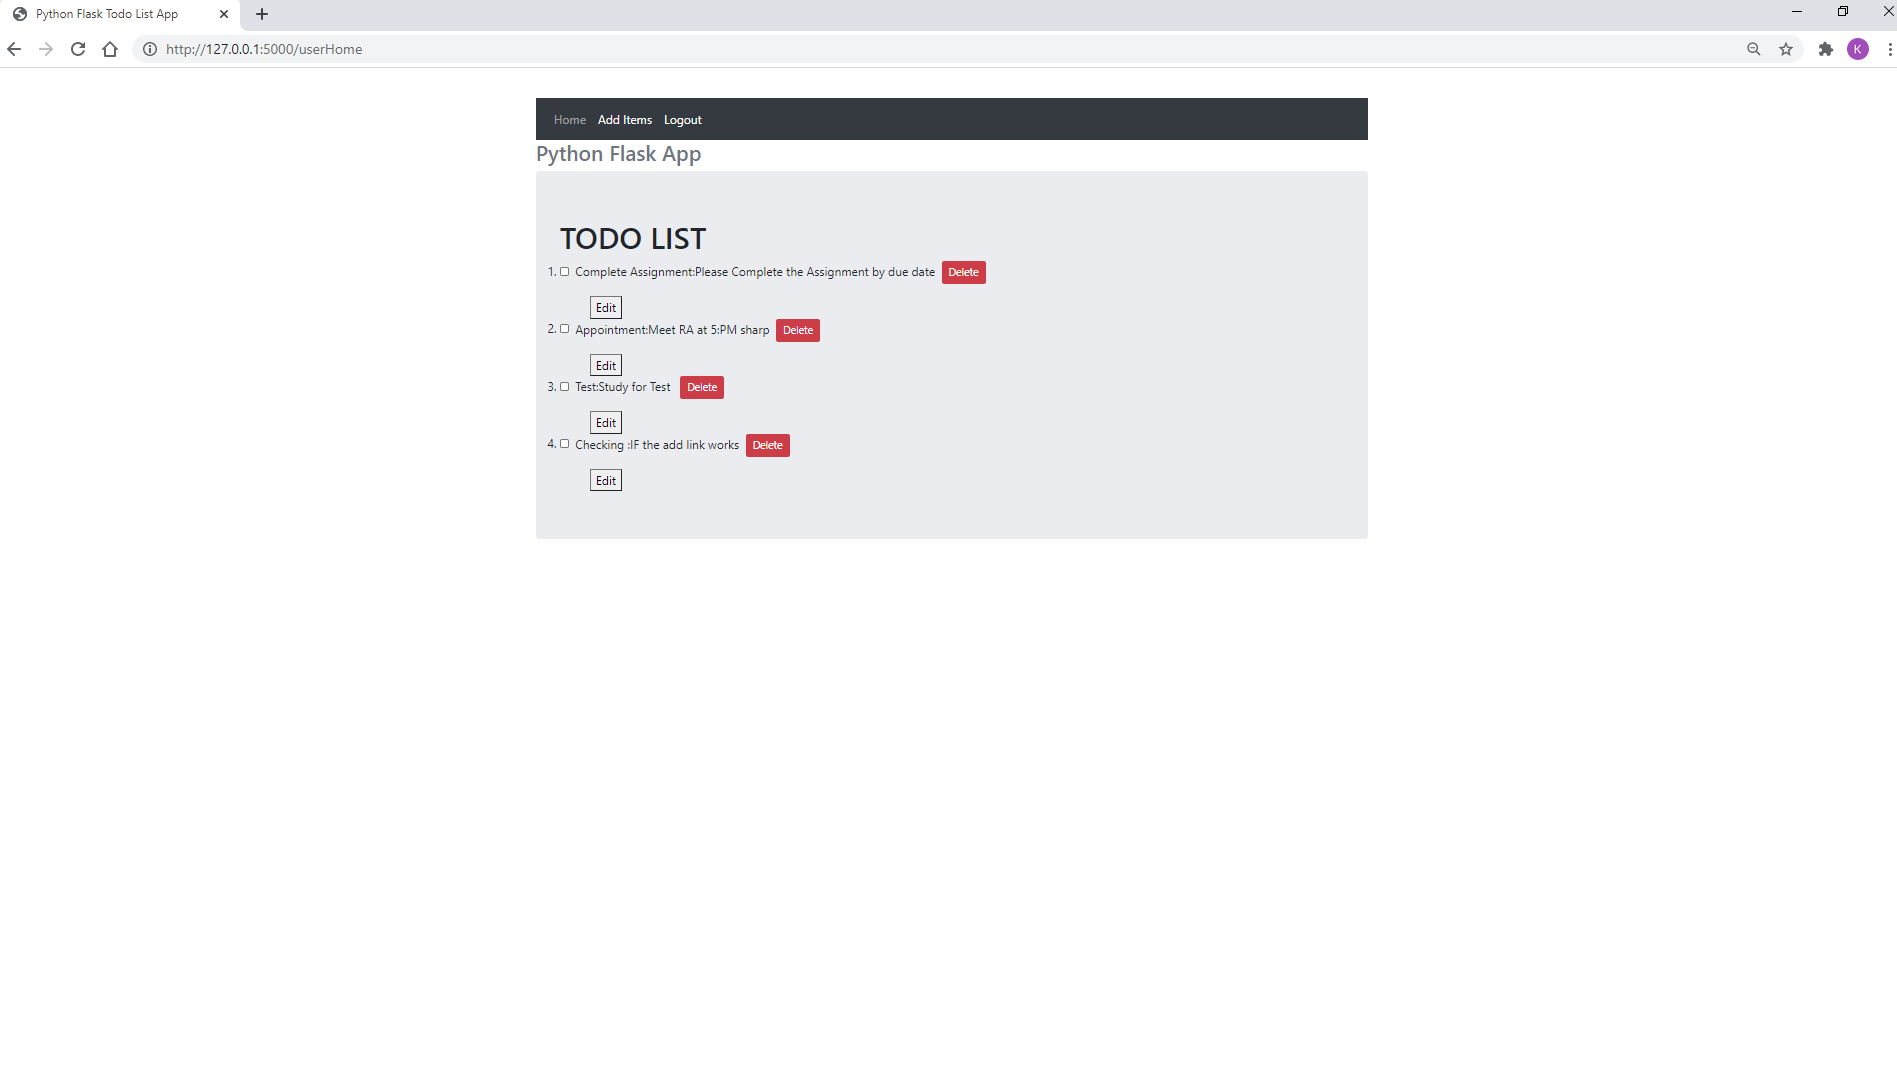 Python Flask Todo List App
http://127.0.0.1:5000/userHome
K
Home Add Items Logout
Python Flask App
TODO LIST
1. Complete Assignment:Please Complete the Assignment by due date Delete
Edit
2. Appointment:Meet RA at 5:PM sharp Delete
Edit
3. Test:Study for Test Delete
Edit
4. Checking :IF the add link works Delete
Edit